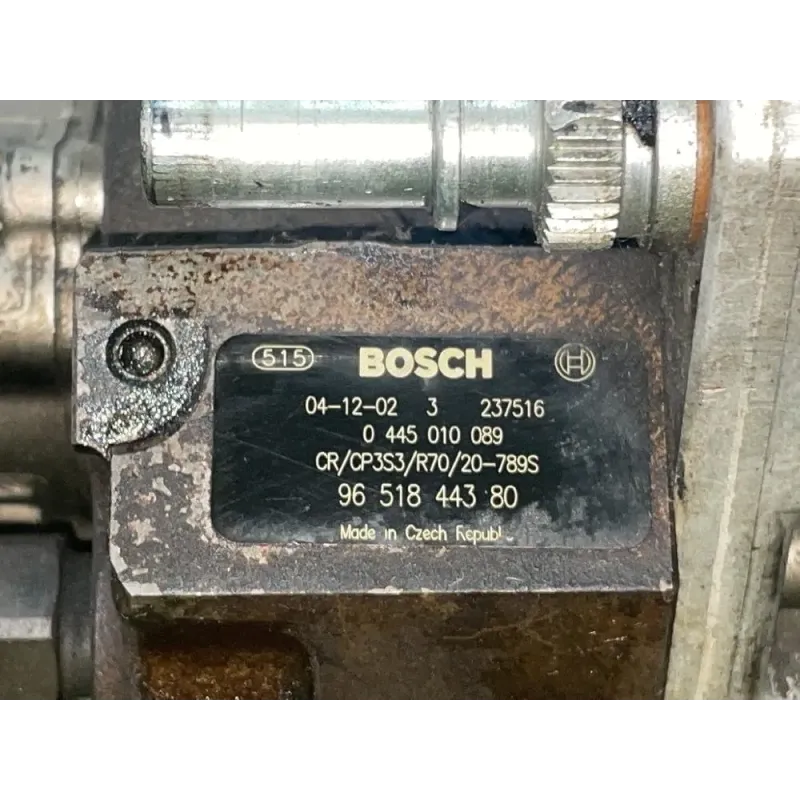 515 BOSCH
04-12-02 3 237516
0 445 010 089
CR/CP3S3/R70/20-789S
96 518 443 80
Made in Czech Republ